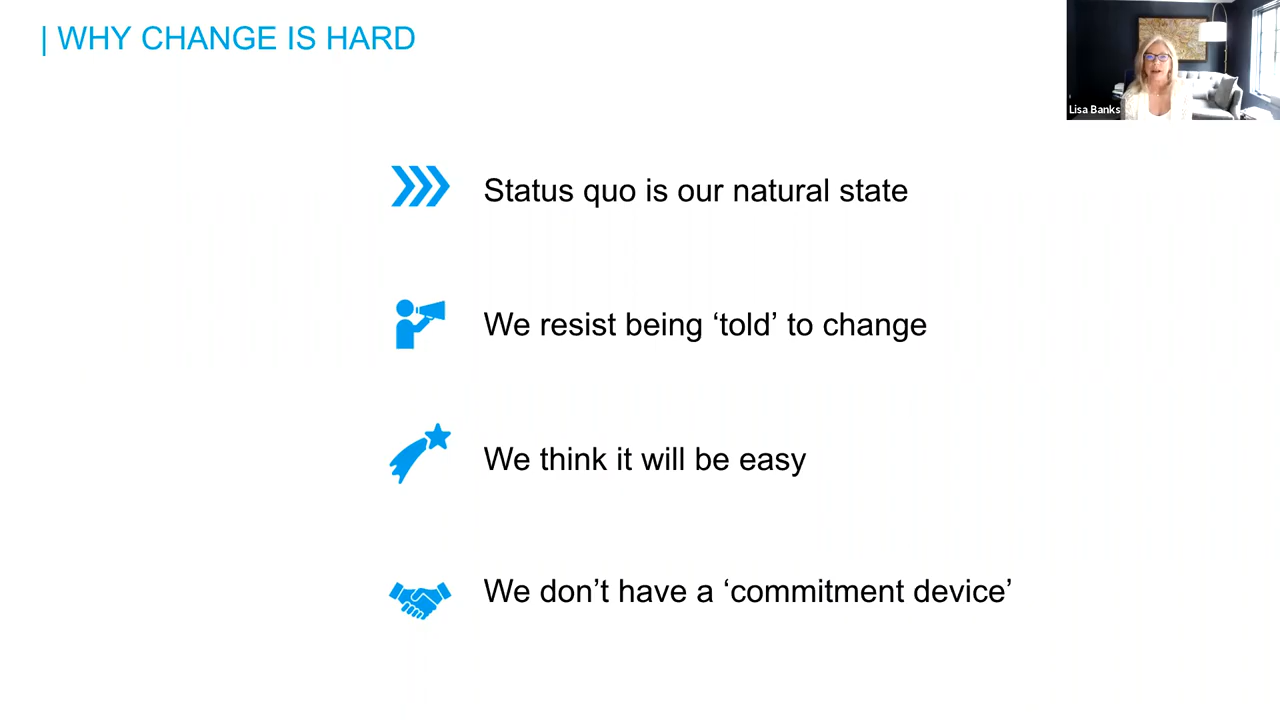 | WHY CHANGE IS HARD
Lisa Banks
Status quo is our natural state
We resist being ‘told’ to change
We think it will be easy
We don’t have a ‘commitment device’